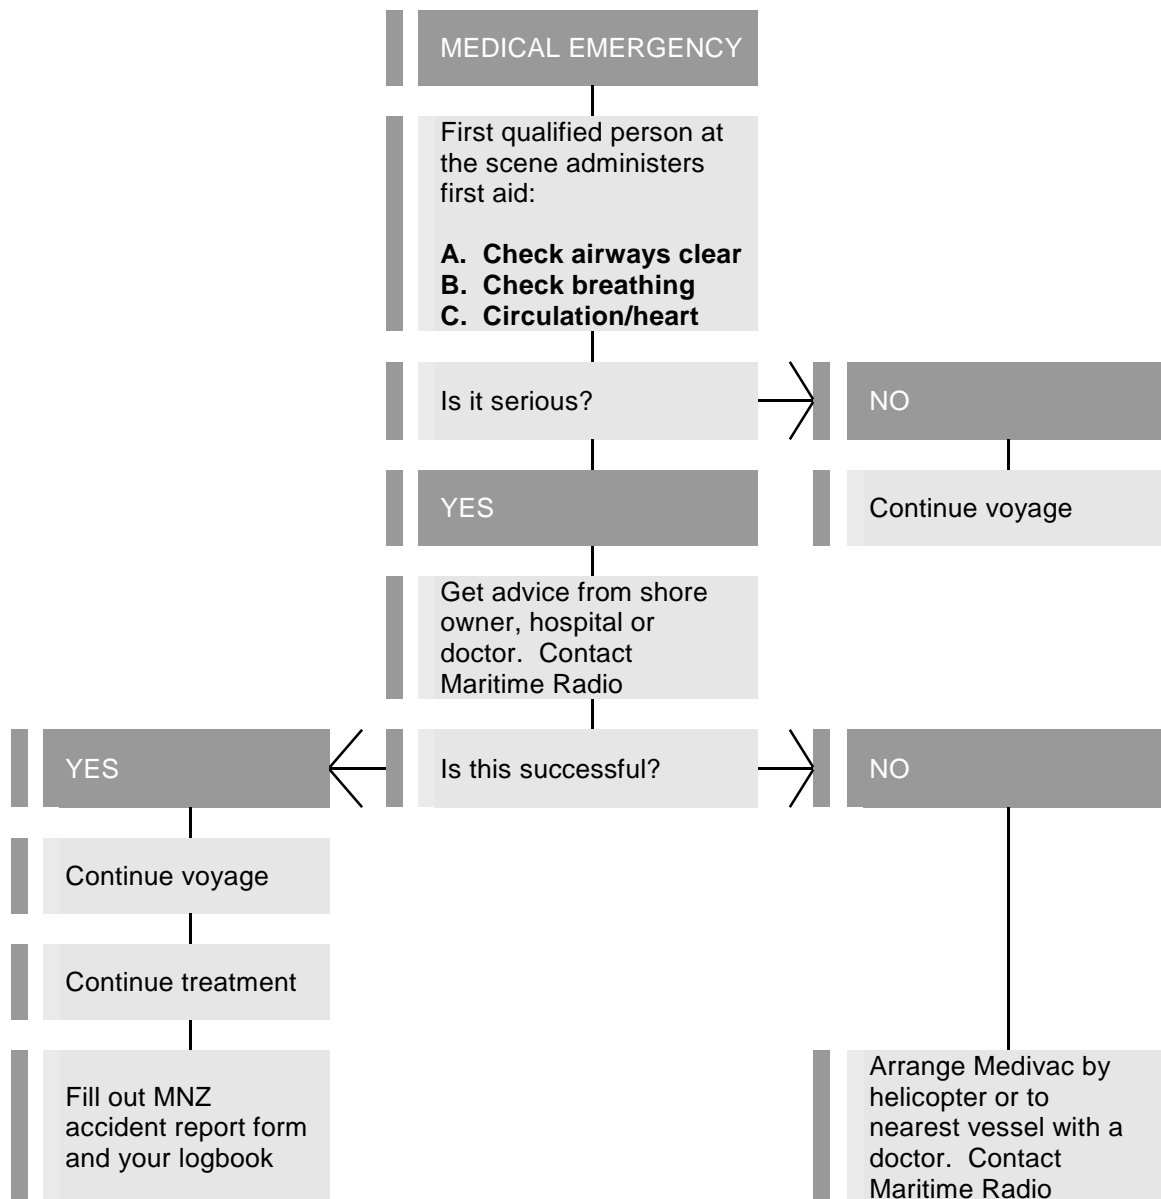 MEDICAL EMERGENCY
First qualified person at
the scene administers
first aid:
A. Check airways clear
B. Check breathing
C. Circulation/heart
Is it serious?
NO
YES
Continue voyage
Get advice from shore
owner, hospital or
doctor. Contact
Maritime Radio
YES
Is this successful?
NO
Continue voyage
Continue treatment
Fill out MNZ
accident report form
and your logbook
Arrange Medivac by
helicopter or to
nearest vessel with a
doctor. Contact
Maritime Radio